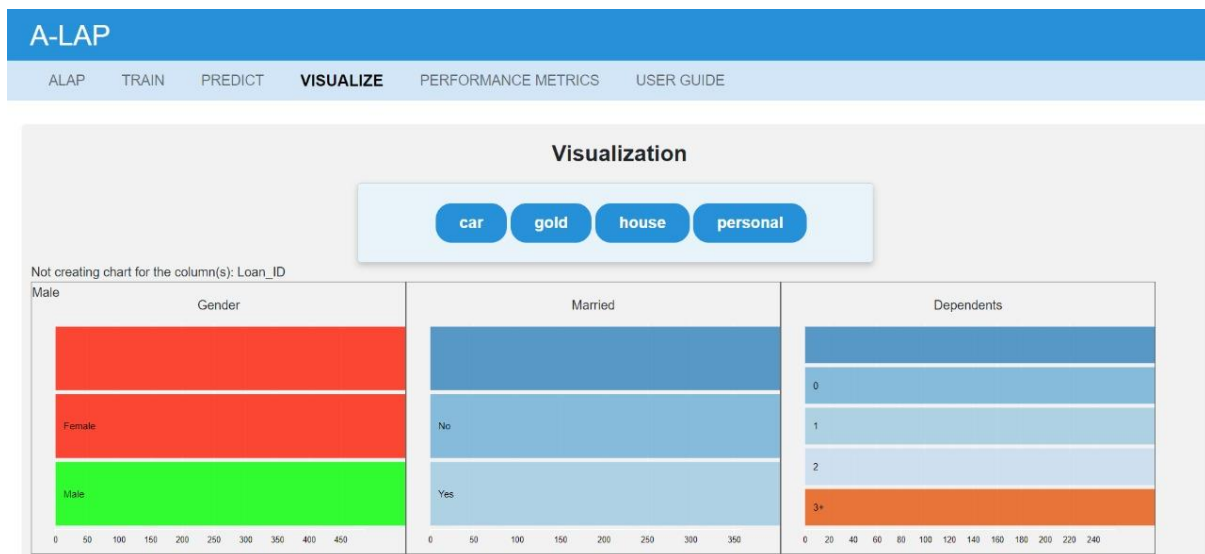 A-LAP
ALAP TRAIN PREDICT VISUALIZE PERFORMANCE METRICS USER GUIDE
Visualization
car gold house personal
Not creating chart for the column(s): Loan_ID
Male
Gender
Female
Male
0 50 100 150 200 250 300 350 400 450
Married
No
Yes
0 50 100 150 200 250 300 350
Dependents
0
1
2
3+
0 20 40 60 80 100 120 140 160 180 200 220 240